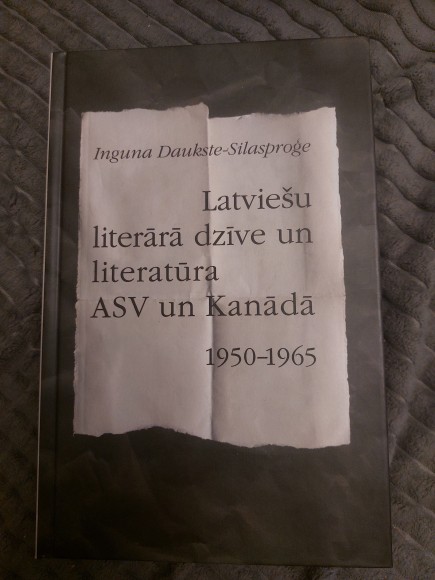 Inguna Daukste-Silasproģe
Latviešu
literārā dzīve un
literatūra
ASV un Kanādā
1950–1965